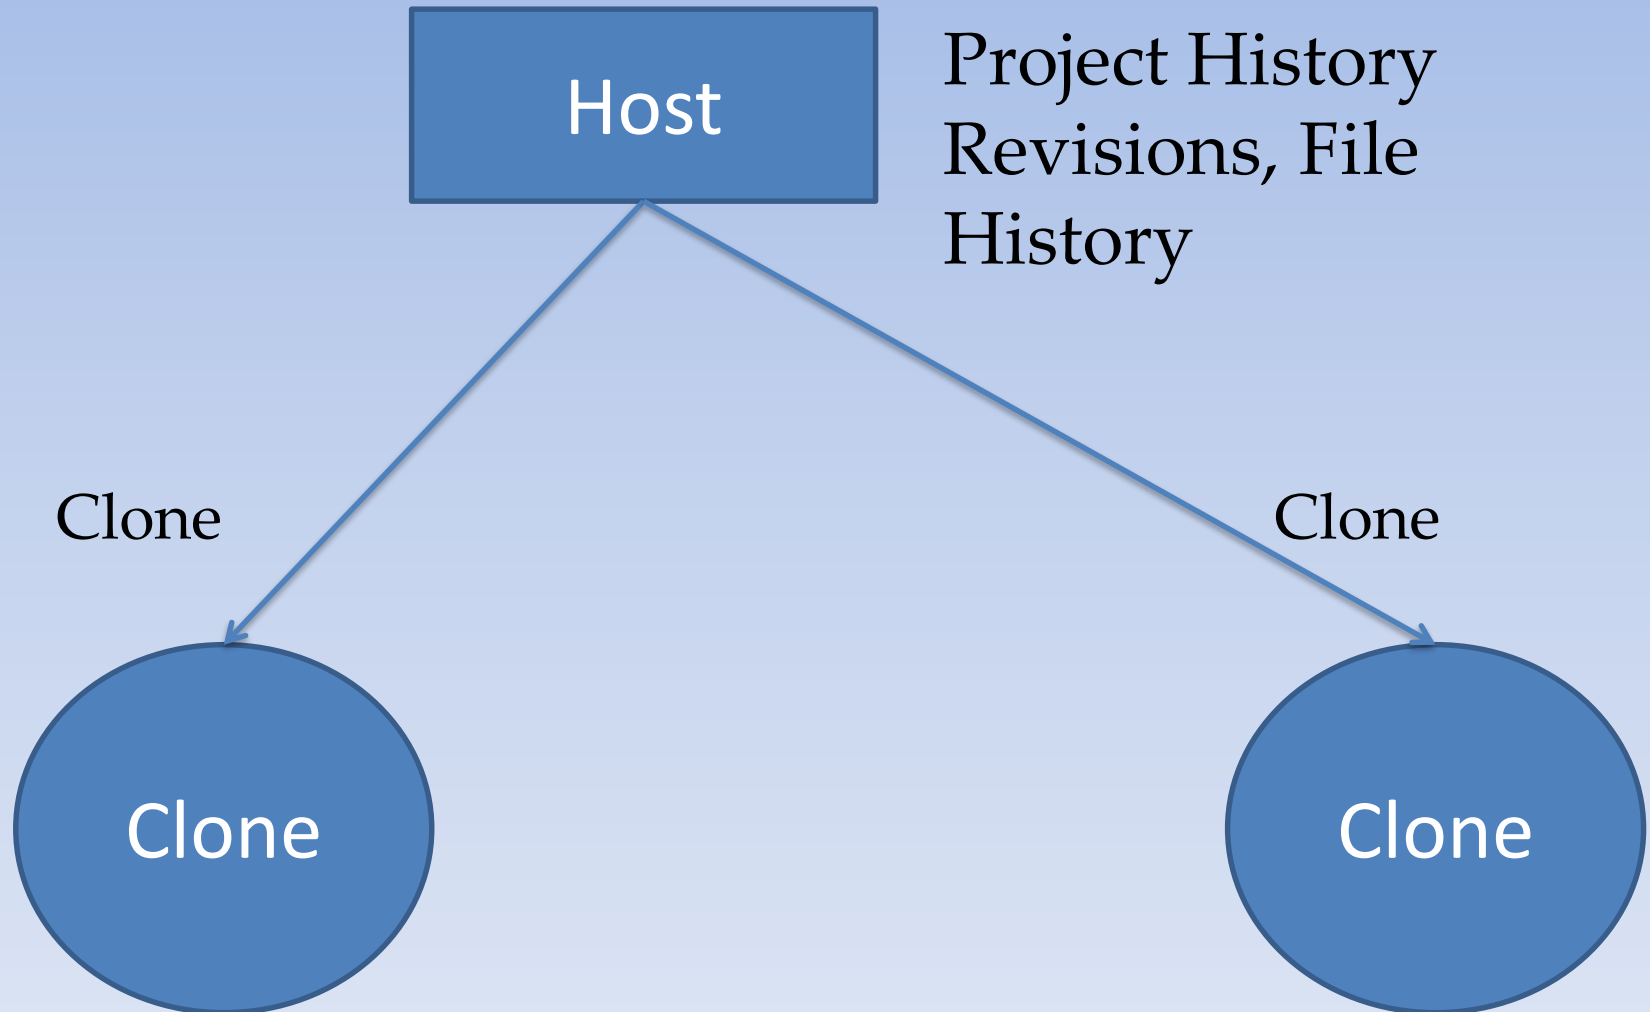 Host
Project History
Revisions, File
History
Clone
Clone
Clone
Clone